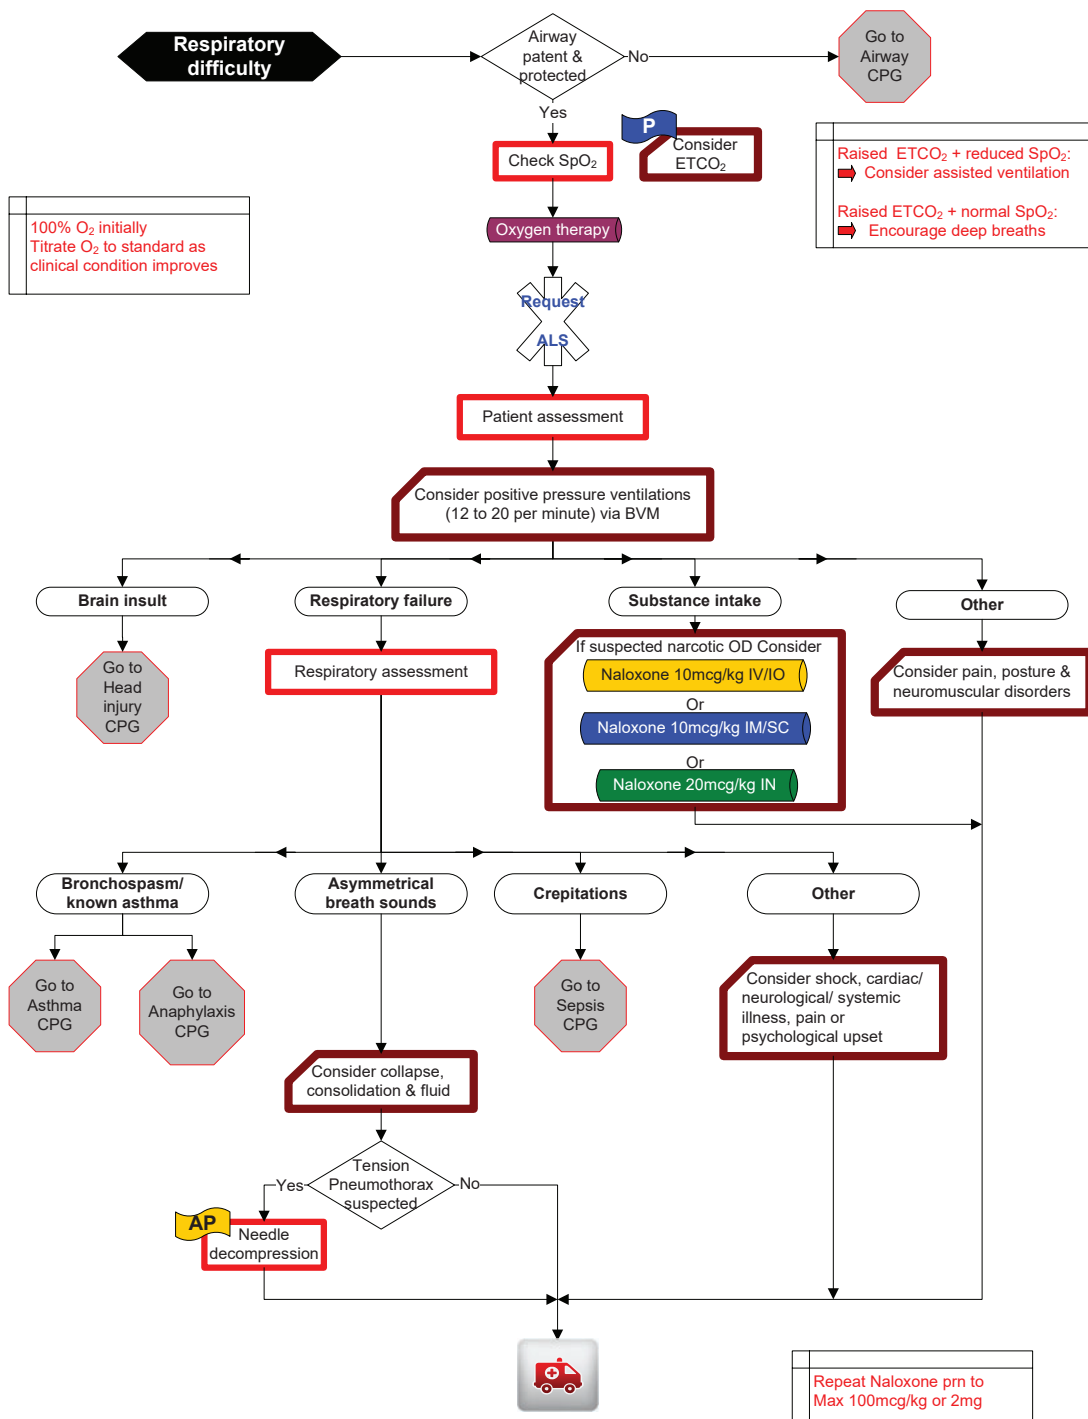 Respiratory
difficulty
Airway
patent &
protected
No
Go to
Airway
CPG
Yes
P
Consider
ETCO₂
Check SpO₂
Raised ETCO₂ + reduced SpO₂:
Consider assisted ventilation
Raised ETCO₂ + normal SpO₂:
Encourage deep breaths
100% O₂ initially
Titrate O₂ to standard as
clinical condition improves
Oxygen therapy
Request
ALS
Patient assessment
Consider positive pressure ventilations
(12 to 20 per minute) via BVM
Brain insult
Respiratory failure
Substance intake
Other
Go to
Head
injury
CPG
Respiratory assessment
If suspected narcotic OD Consider
Naloxone 10mcg/kg IV/IO
Or
Naloxone 10mcg/kg IM/SC
Or
Naloxone 20mcg/kg IN
Consider pain, posture &
neuromuscular disorders
Bronchospasm/
known asthma
Asymmetrical
breath sounds
Crepitations
Other
Go to
Asthma
CPG
Go to
Anaphylaxis
CPG
Go to
Sepsis
CPG
Consider shock, cardiac/
neurological/ systemic
illness, pain or
psychological upset
Consider collapse,
consolidation & fluid
Tension
Pneumothorax
suspected
Yes
No
AP
Needle
decompression
Repeat Naloxone prn to
Max 100mcg/kg or 2mg